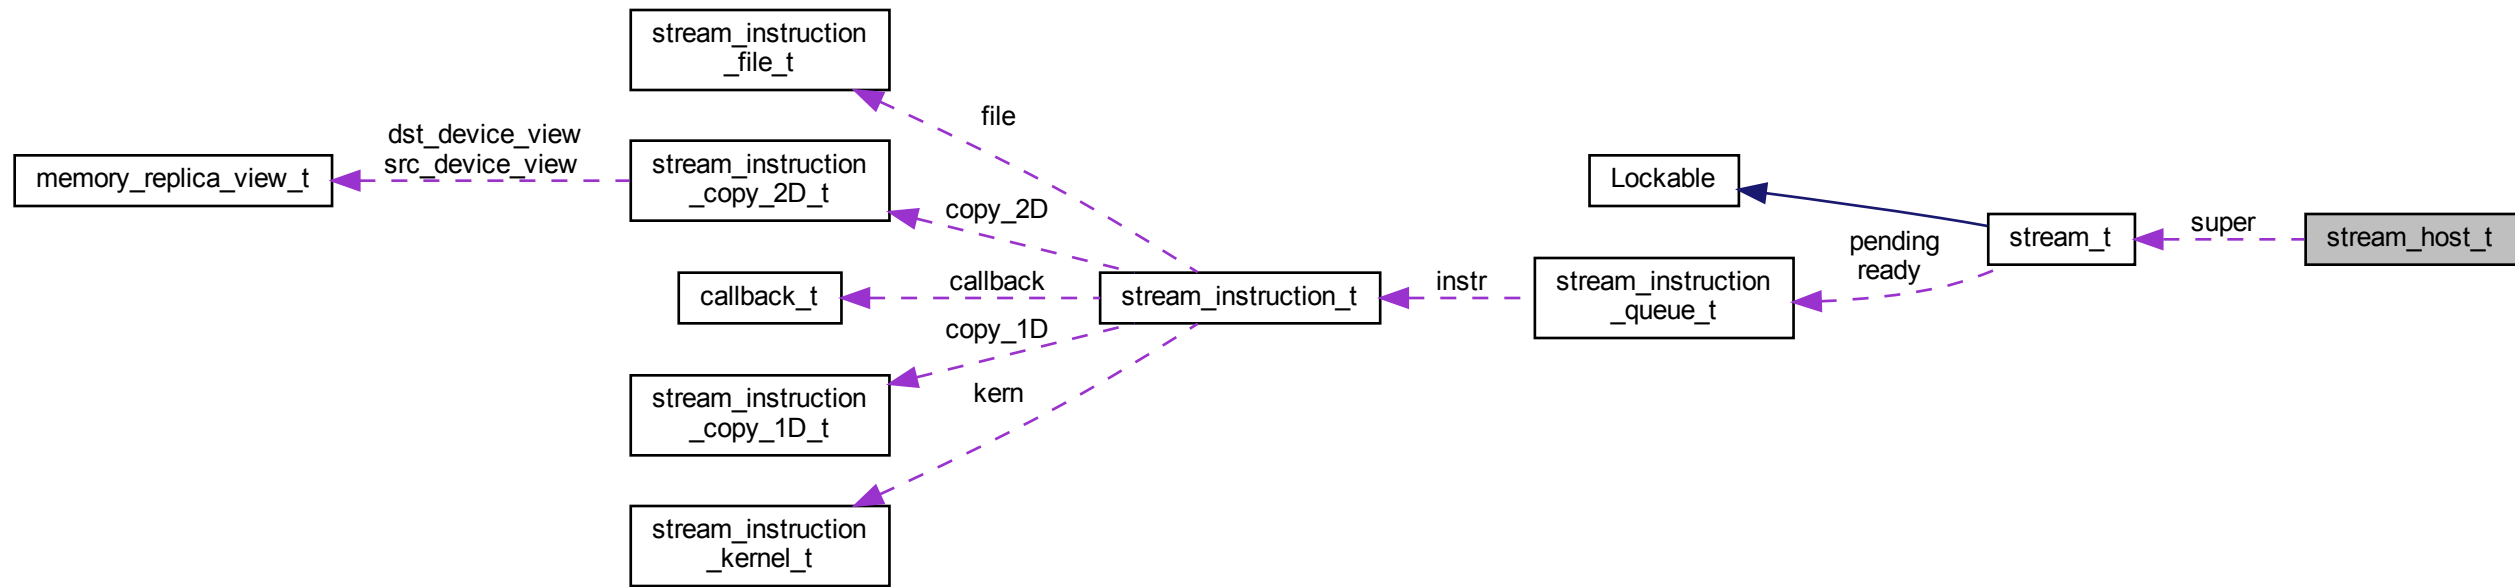 stream_instruction
_file_t
file
dst_device_view
src_device_view
memory_replica_view_t
stream_instruction
_copy_2D_t
copy_2D
Lockable
stream_t
super
stream_host_t
pending
ready
callback_t
callback
stream_instruction_t
instr
stream_instruction
_queue_t
copy_1D
stream_instruction
_copy_1D_t
kern
stream_instruction
_kernel_t